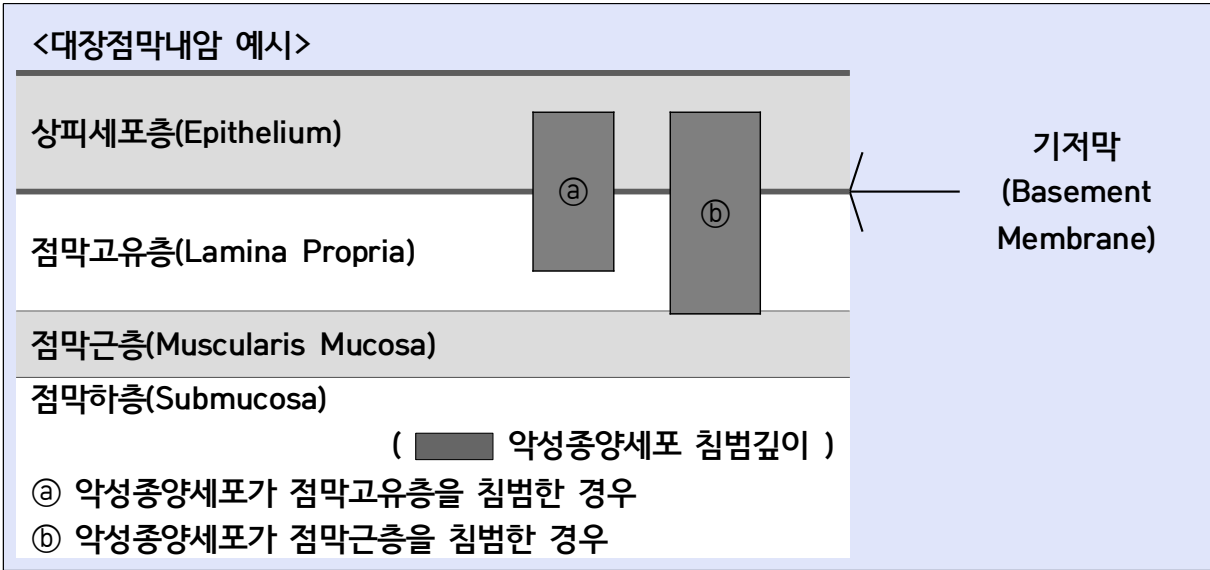 <대장점막내암 예시>
상피세포층(Epithelium)
기저막
(Basement
Membrane)
ⓐ
ⓑ
점막고유층(Lamina Propria)
점막근층(Muscularis Mucosa)
점막하층(Submucosa)
( 악성종양세포 침범깊이 )
ⓐ 악성종양세포가 점막고유층을 침범한 경우
ⓑ 악성종양세포가 점막근층을 침범한 경우